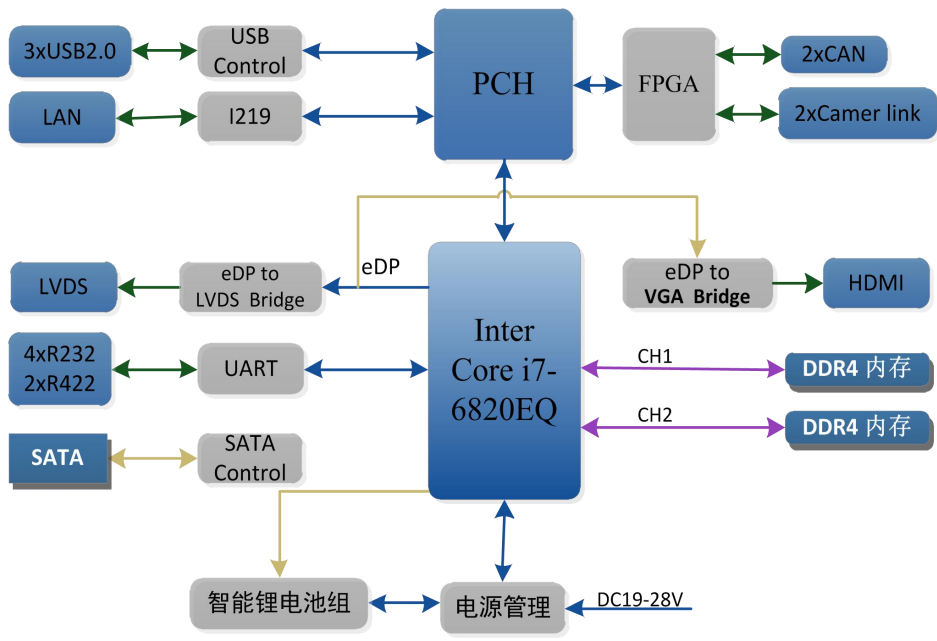 3xUSB2.0
USB
Control
PCH
FPGA
2xCAN
LAN
I219
2xCamer link
LVDS
eDP to
LVDS Bridge
eDP
eDP to
VGA Bridge
HDMI
4xR232
2xR422
UART
Inter
Core i7-
6820EQ
CH1
DDR4 内存
CH2
DDR4 内存
SATA
SATA
Control
智能锂电池组
电源管理
DC19-28V